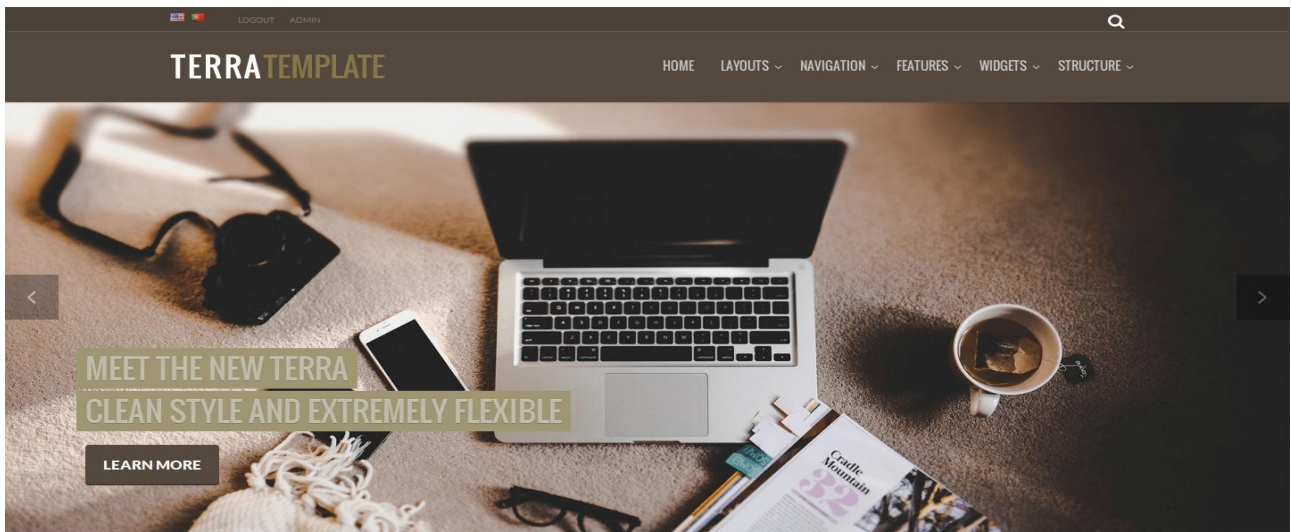 LOGOUT ADMIN
TERRATEMPLATE
HOME LAYOUTS NAVIGATION FEATURES WIDGETS STRUCTURE
MEET THE NEW TERRA
CLEAN STYLE AND EXTREMELY FLEXIBLE
LEARN MORE
Cradle
Mountain
32